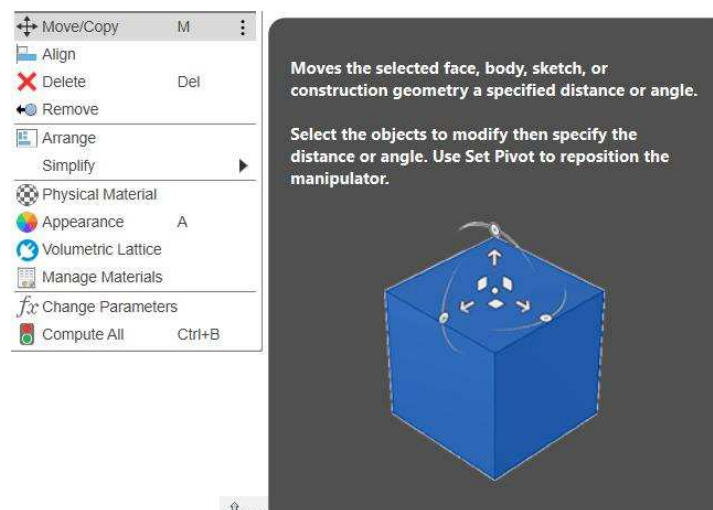 Move/Copy M
Align
Delete Del
Remove
Arrange
Simplify
Physical Material
Appearance A
Volumetric Lattice
Manage Materials
fx Change Parameters
Compute All Ctrl+B
Moves the selected face, body, sketch, or
construction geometry a specified distance or angle.
Select the objects to modify then specify the
distance or angle. Use Set Pivot to reposition the
manipulator.